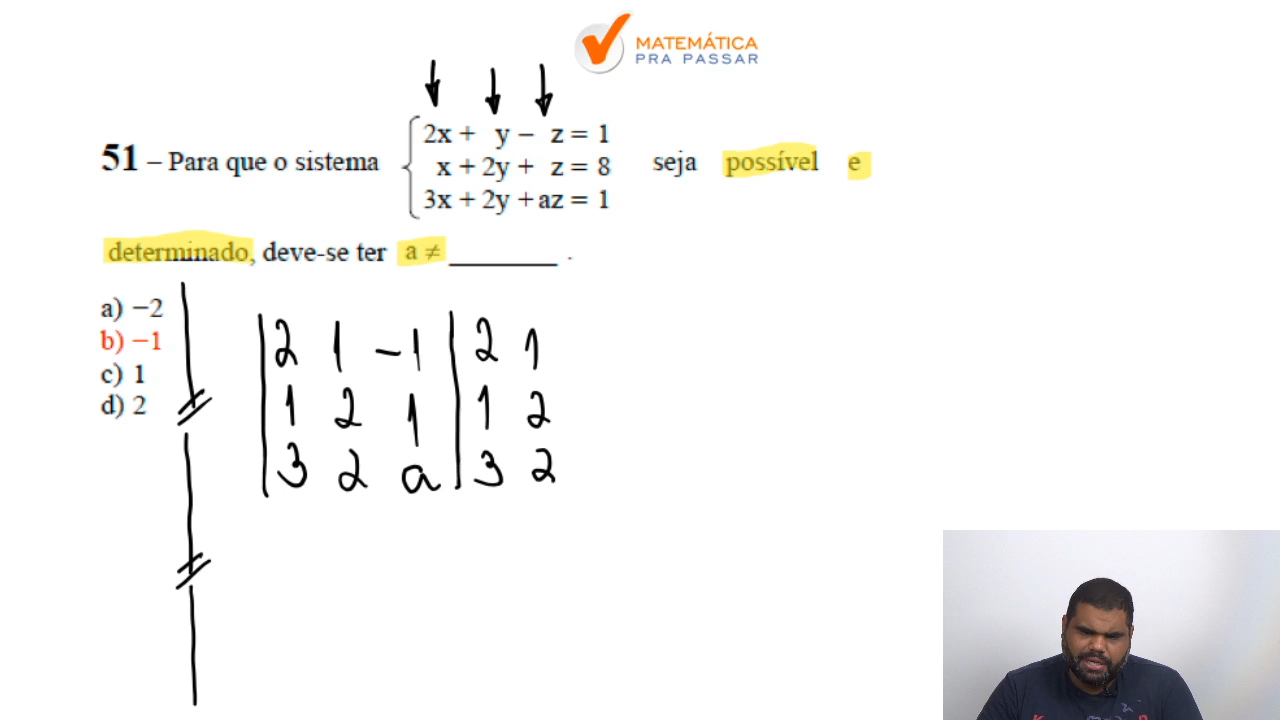 MATEMÁTICA
PRA PASSAR
2x + y − z = 1
51 – Para que o sistema x + 2y + z = 8 seja possível e
3x + 2y + az = 1
determinado, deve-se ter a ≠ ________ .
a) −2
b) −1
c) 1
d) 2
2 1 -1 2 1
1 2 1 1 2
3 2 a 3 2